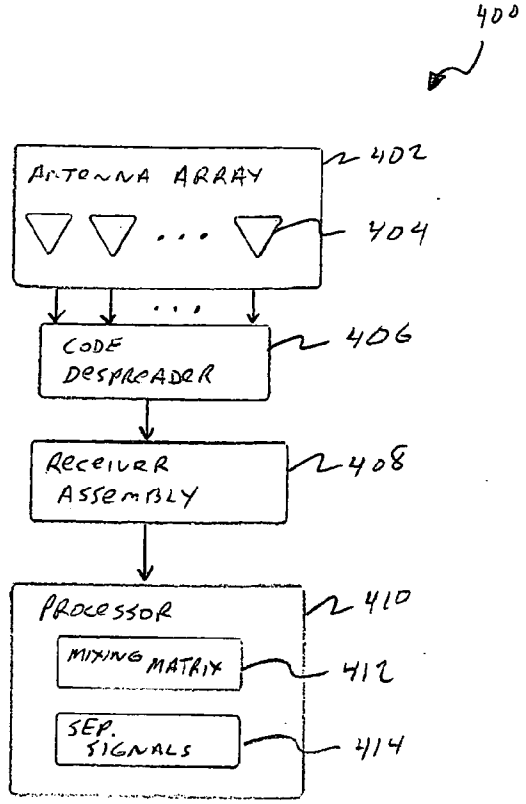 400
ANTENNA ARRAY
402
...
404
...
CODE
DESPREADER
406
RECEIVER
ASSEMBLY
408
PROCESSOR
410
MIXING MATRIX
412
SEP.
SIGNALS
414